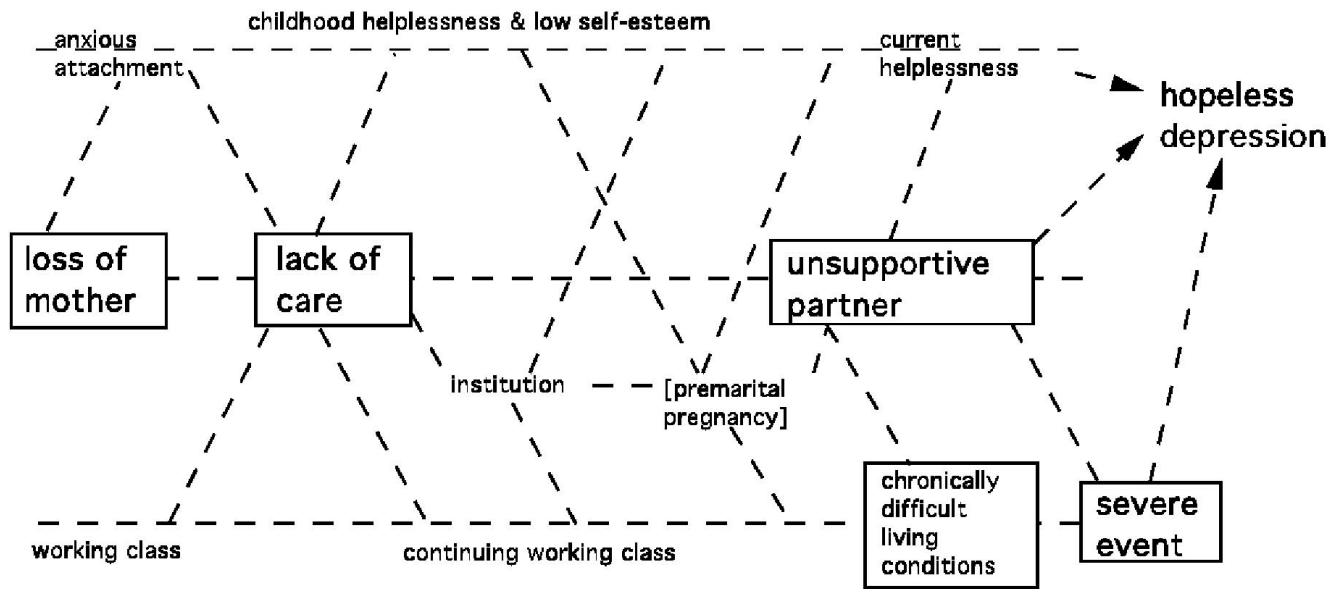 childhood helplessness & low self-esteem
anxious
attachment
current
helplessness
hopeless
depression
loss of
mother
lack of
care
unsupportive
partner
institution
[premarital
pregnancy]
chronically
difficult
living
conditions
severe
event
working class
continuing working class